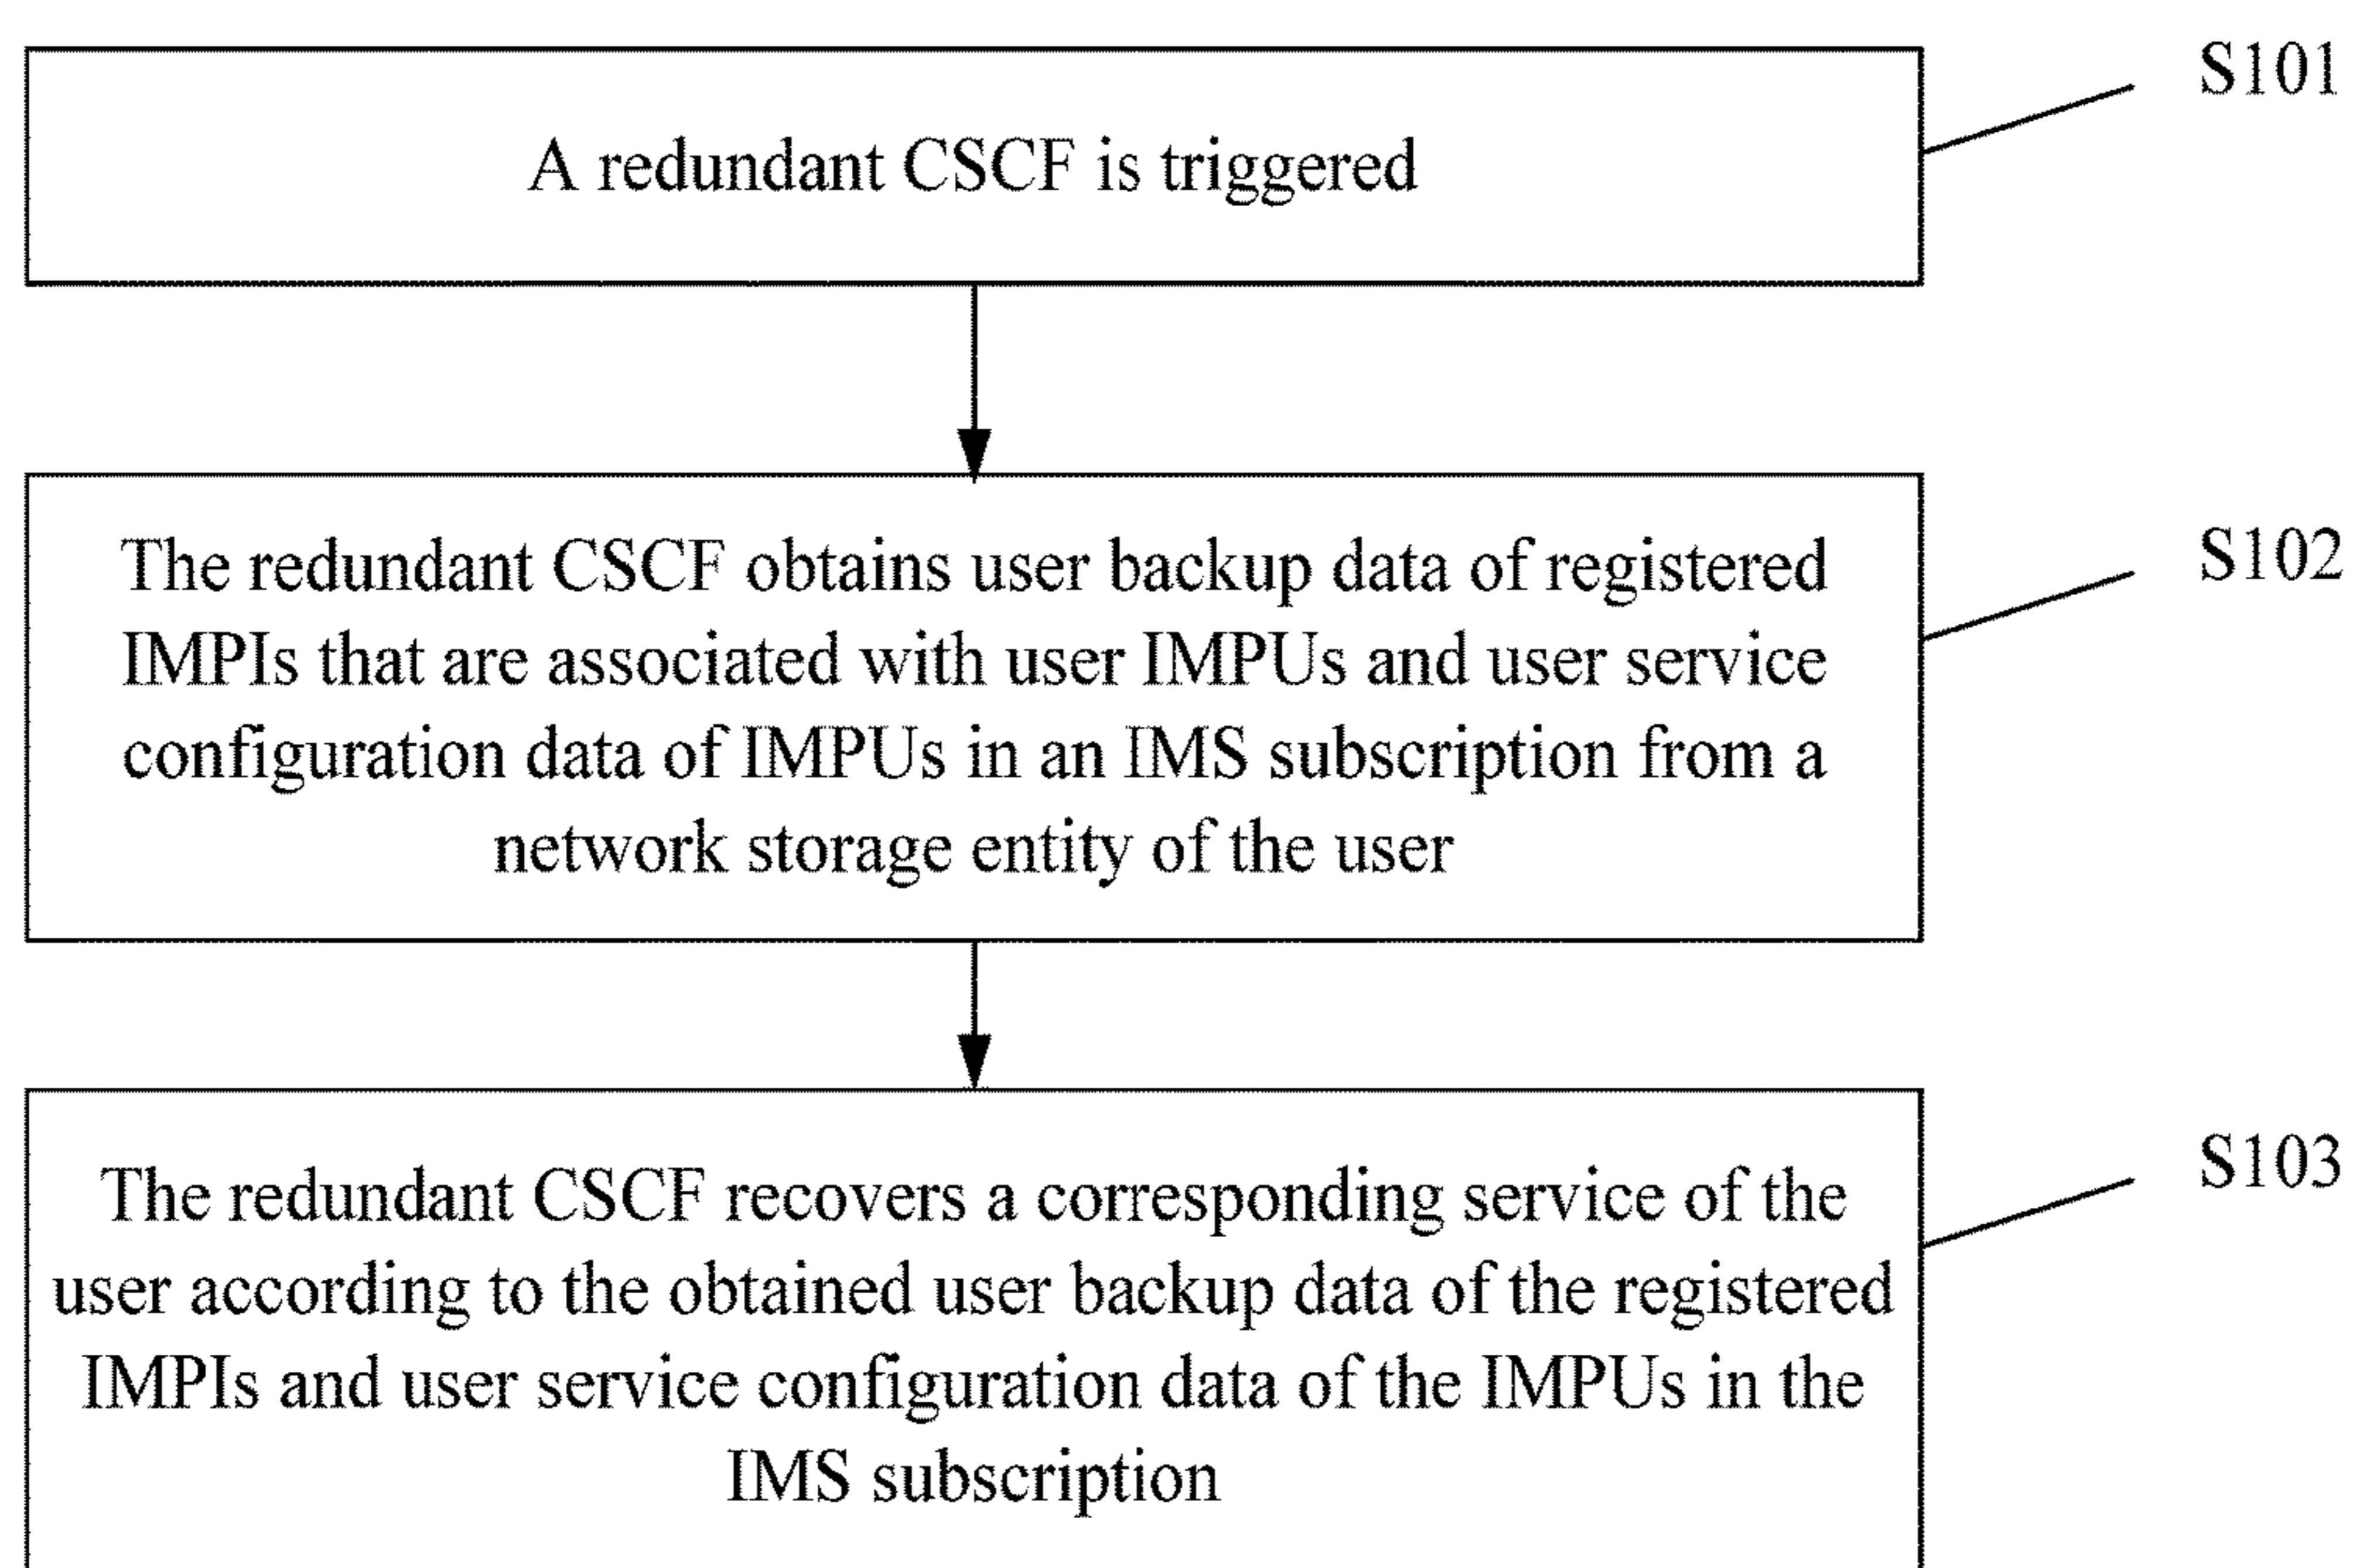 A redundant CSCF is triggered
S101
The redundant CSCF obtains user backup data of registered
IMPIs that are associated with user IMPUs and user service
configuration data of IMPUs in an IMS subscription from a
network storage entity of the user
S102
The redundant CSCF recovers a corresponding service of the
user according to the obtained user backup data of the registered
IMPIs and user service configuration data of the IMPUs in the
IMS subscription
S103